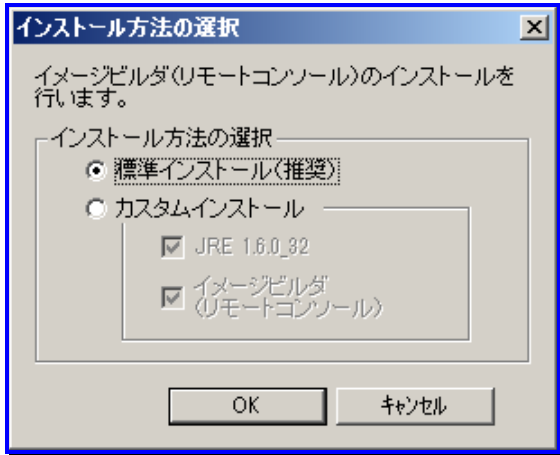 インストール方法の選択
イメージビルダ(リモートコンソール)のインストールを
行います。
インストール方法の選択
標準インストール(推奨)
カスタムインストール
JRE 1.6.0_32
イメージビルダ
(リモートコンソール)
OK
キャンセル